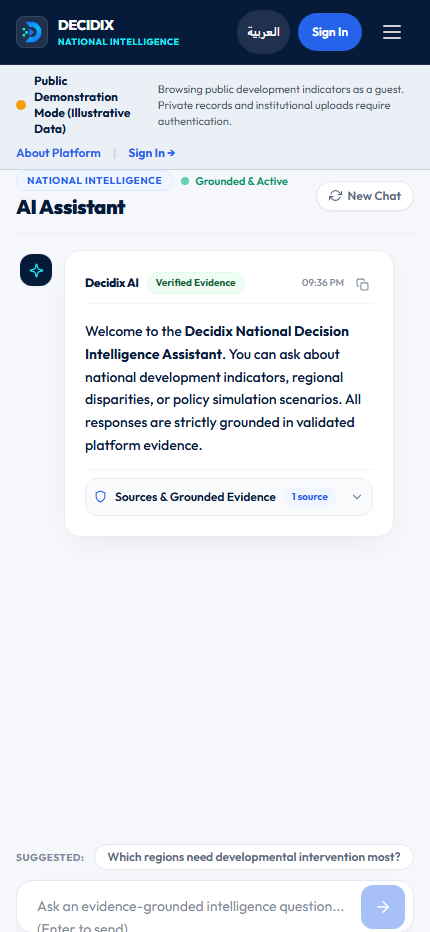 DECIDIX
NATIONAL INTELLIGENCE
العربية
Sign In
Public
Demonstration
Mode (Illustrative
Data)
Browsing public development indicators as a guest.
Private records and institutional uploads require
authentication.
About Platform | Sign In →
NATIONAL INTELLIGENCE
Grounded & Active
AI Assistant
New Chat
Decidix AI
Verified Evidence
09:36 PM
Welcome to the Decidix National Decision
Intelligence Assistant. You can ask about
national development indicators, regional
disparities, or policy simulation scenarios. All
responses are strictly grounded in validated
platform evidence.
Sources & Grounded Evidence
1 source
SUGGESTED:
Which regions need developmental intervention most?
Ask an evidence-grounded intelligence question...
(Enter to send)